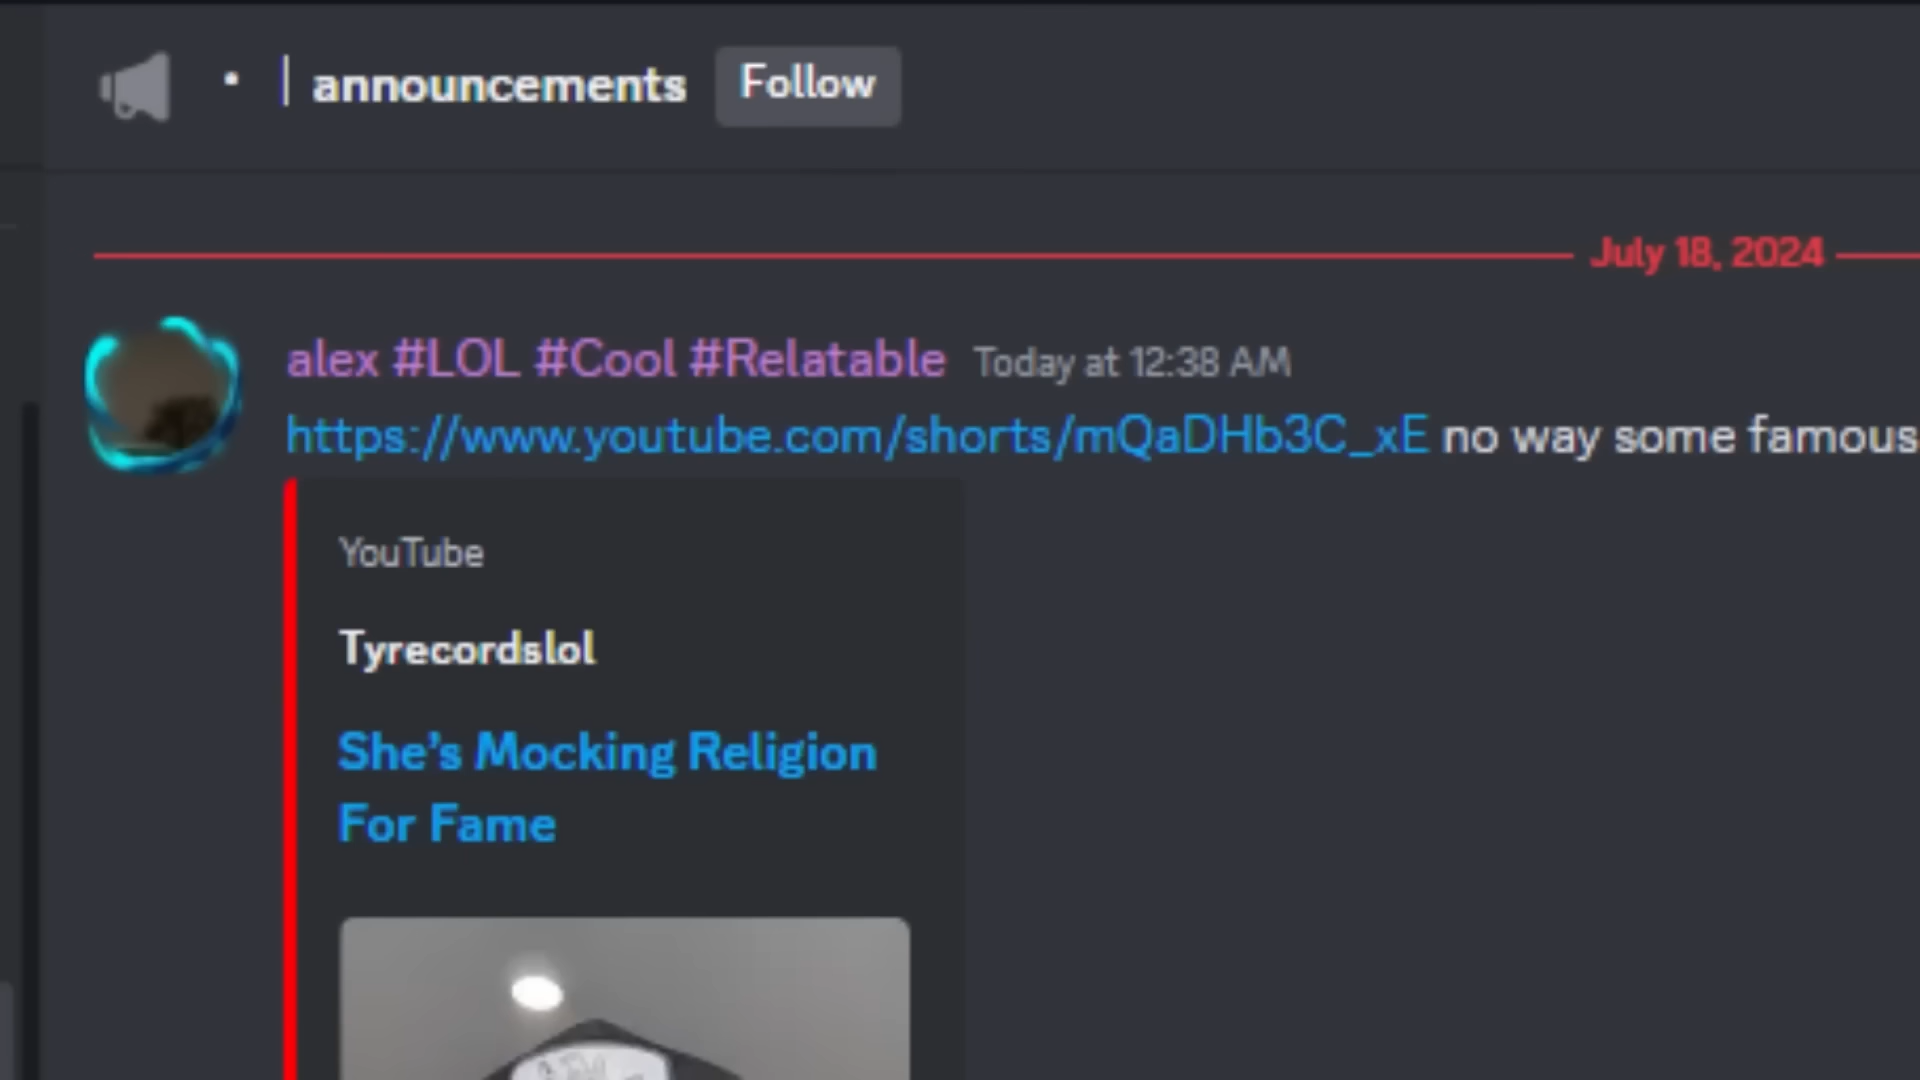 · | announcements Follow
July 18, 2024
alex #LOL #Cool #Relatable Today at 12:38 AM
https://www.youtube.com/shorts/mQaDHb3C_xE no way some famous
YouTube
Tyrecordslol
She's Mocking Religion
For Fame